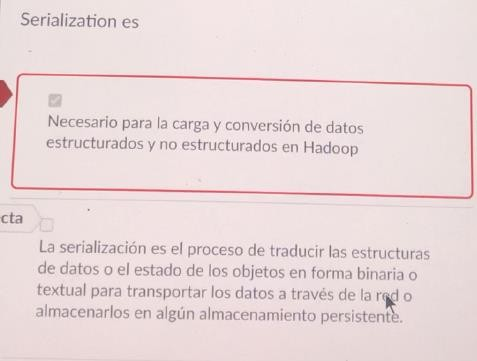 Serialization es
Necesario para la carga y conversión de datos
estructurados y no estructurados en Hadoop
cta
La serialización es el proceso de traducir las estructuras
de datos o el estado de los objetos en forma binaria o
textual para transportar los datos a través de la red o
almacenarlos en algún almacenamiento persistente.